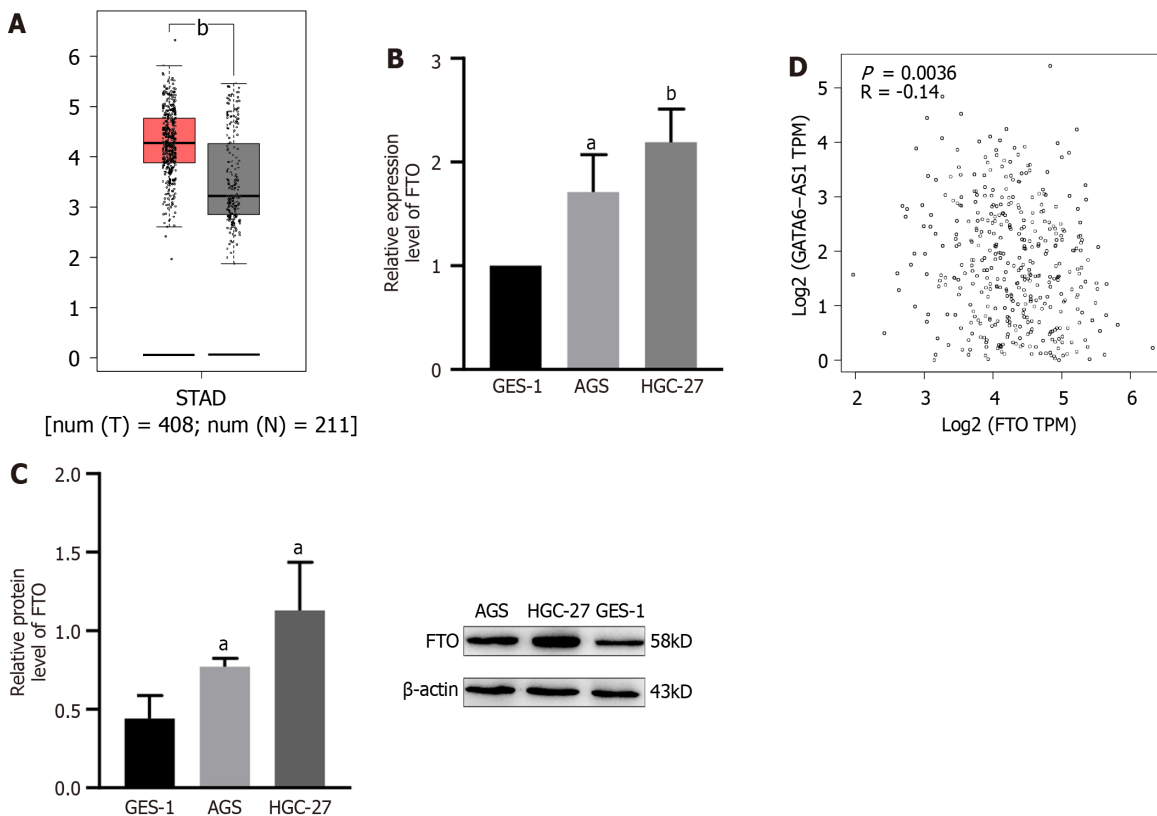 A
b
6
5
4
3
2
1
0
STAD
[num (T) = 408; num (N) = 211]
B
3
2
1
0
Relative expression
level of FTO
a
b
GES-1 AGS HGC-27
D
P = 0.0036
R = -0.14
5
4
3
2
1
0
Log2 (GATA6−AS1 TPM)
2 3 4 5 6
Log2 (FTO TPM)
C
2.0
1.5
1.0
0.5
0.0
Relative protein
level of FTO
a
a
GES-1 AGS HGC-27
AGS HGC-27 GES-1
FTO 58kD
β-actin 43kD